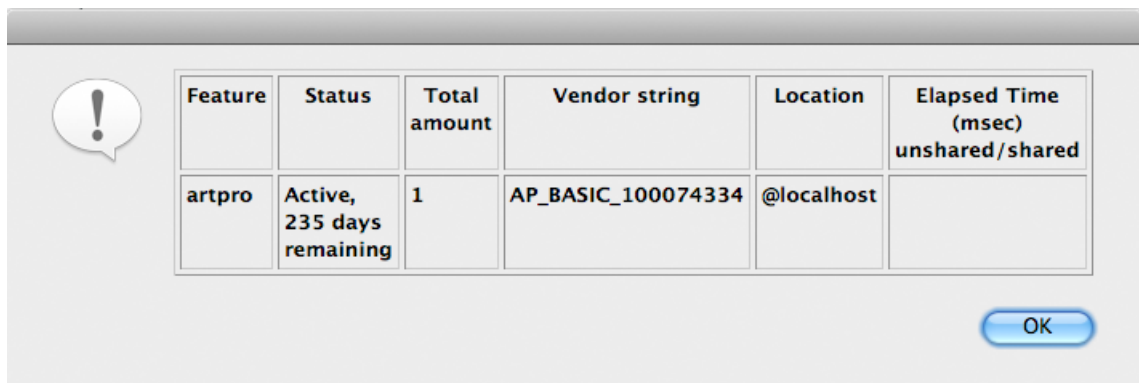 Feature Status Total amount Vendor string Location Elapsed Time (msec) unshared/shared
artpro Active, 235 days remaining 1 AP_BASIC_100074334 @localhost
OK